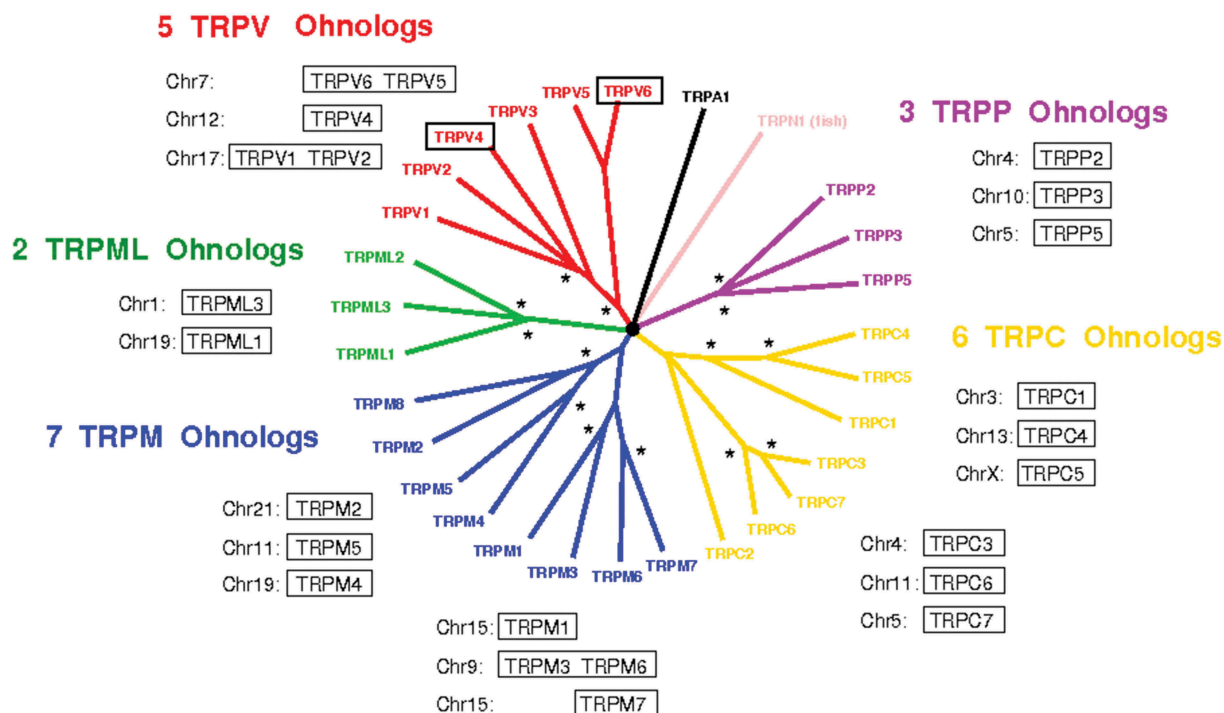 5 TRPV Ohnologs
Chr7: TRPV6 TRPV5
Chr12: TRPV4
Chr17: TRPV1 TRPV2
TRPV5
TRPV6
TRPA1
TRPV3
TRPV4
TRPV2
TRPV1
TRPN1 (fish)
3 TRPP Ohnologs
Chr4: TRPP2
Chr10: TRPP3
Chr5: TRPP5
TRPP2
TRPP3
TRPP5
2 TRPML Ohnologs
Chr1: TRPML3
Chr19: TRPML1
TRPML2
TRPML3
TRPML1
*
*
*
*
*
*
*
*
*
*
*
*
*
*
TRPC4
TRPC5
TRPC1
TRPC3
TRPC7
TRPC6
TRPC2
6 TRPC Ohnologs
Chr3: TRPC1
Chr13: TRPC4
ChrX: TRPC5
Chr4: TRPC3
Chr11: TRPC6
Chr5: TRPC7
7 TRPM Ohnologs
TRPM8
TRPM2
TRPM5
TRPM4
TRPM1
TRPM3
TRPM6
TRPM7
Chr21: TRPM2
Chr11: TRPM5
Chr19: TRPM4
Chr15: TRPM1
Chr9: TRPM3 TRPM6
Chr15: TRPM7